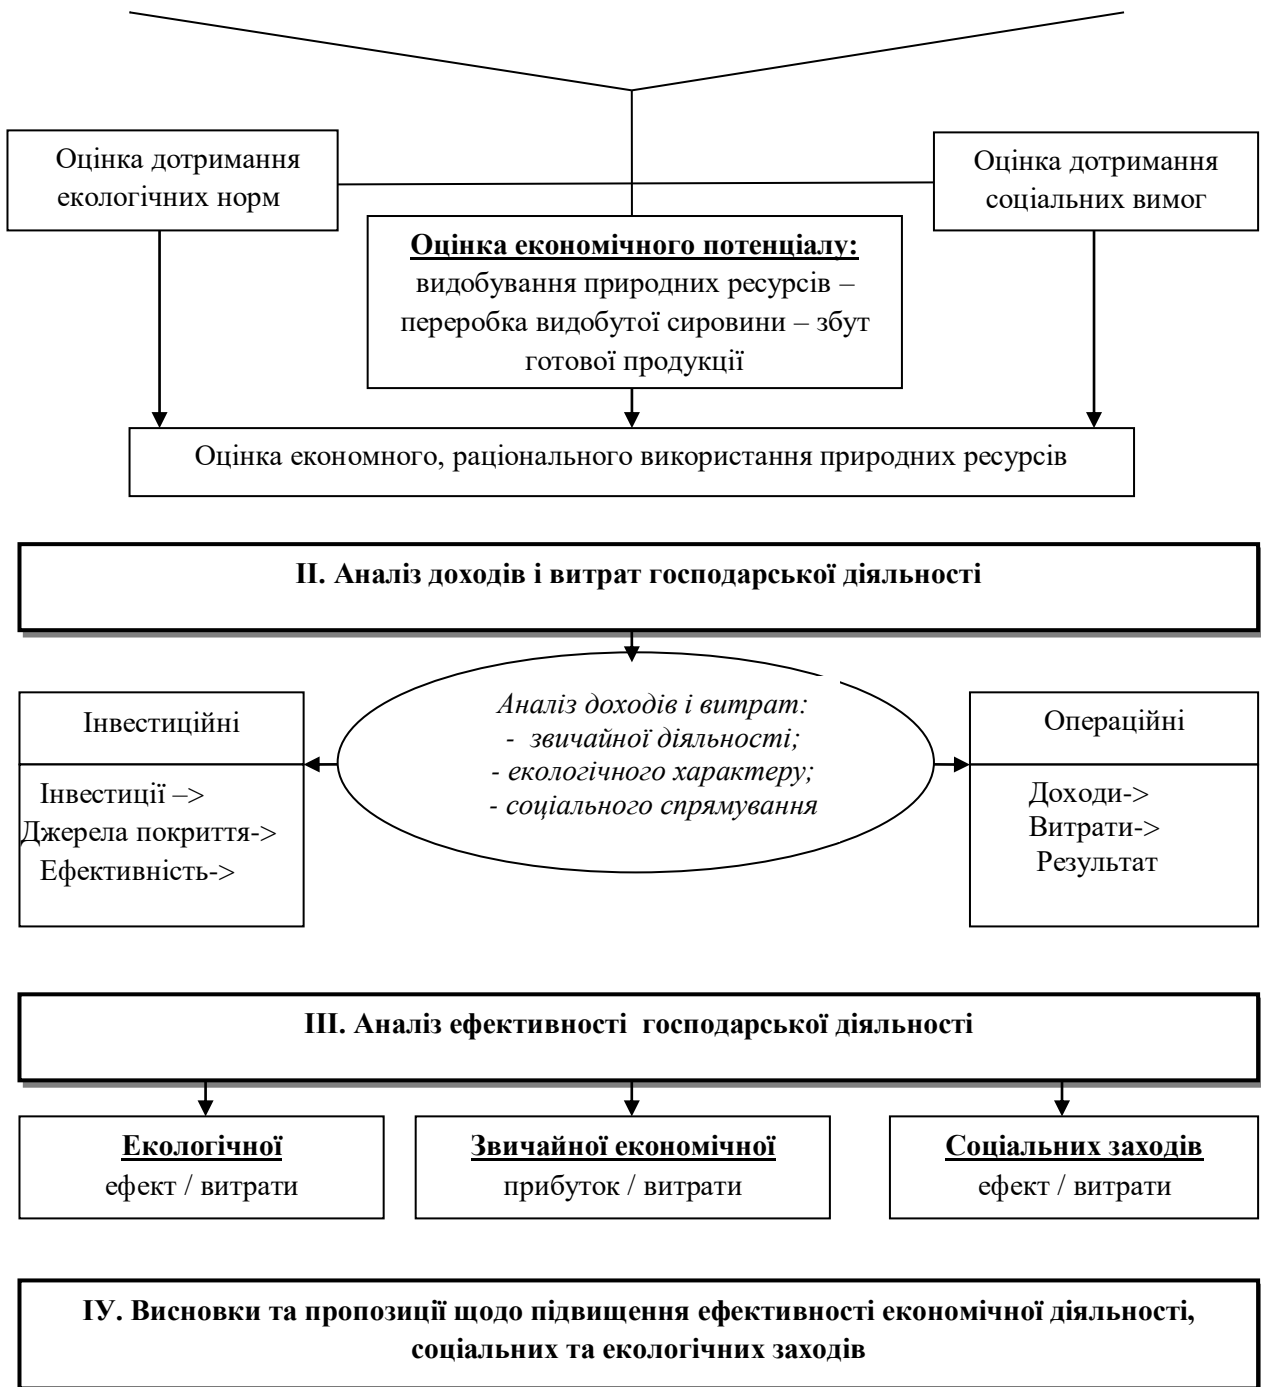 Оцінка дотримання
екологічних норм
Оцінка дотримання
соціальних вимог
Оцінка економічного потенціалу:
видобування природних ресурсів –
переробка видобутої сировини – збут
готової продукції
Оцінка економного, раціонального використання природних ресурсів
ІІ. Аналіз доходів і витрат господарської діяльності
Інвестиційні
Інвестиції –>
Джерела покриття->
Ефективність->
Аналіз доходів і витрат:
- звичайної діяльності;
- екологічного характеру;
- соціального спрямування
Операційні
Доходи->
Витрати->
Результат
ІІІ. Аналіз ефективності господарської діяльності
Екологічної
ефект / витрати
Звичайної економічної
прибуток / витрати
Соціальних заходів
ефект / витрати
ІУ. Висновки та пропозиції щодо підвищення ефективності економічної діяльності,
соціальних та екологічних заходів